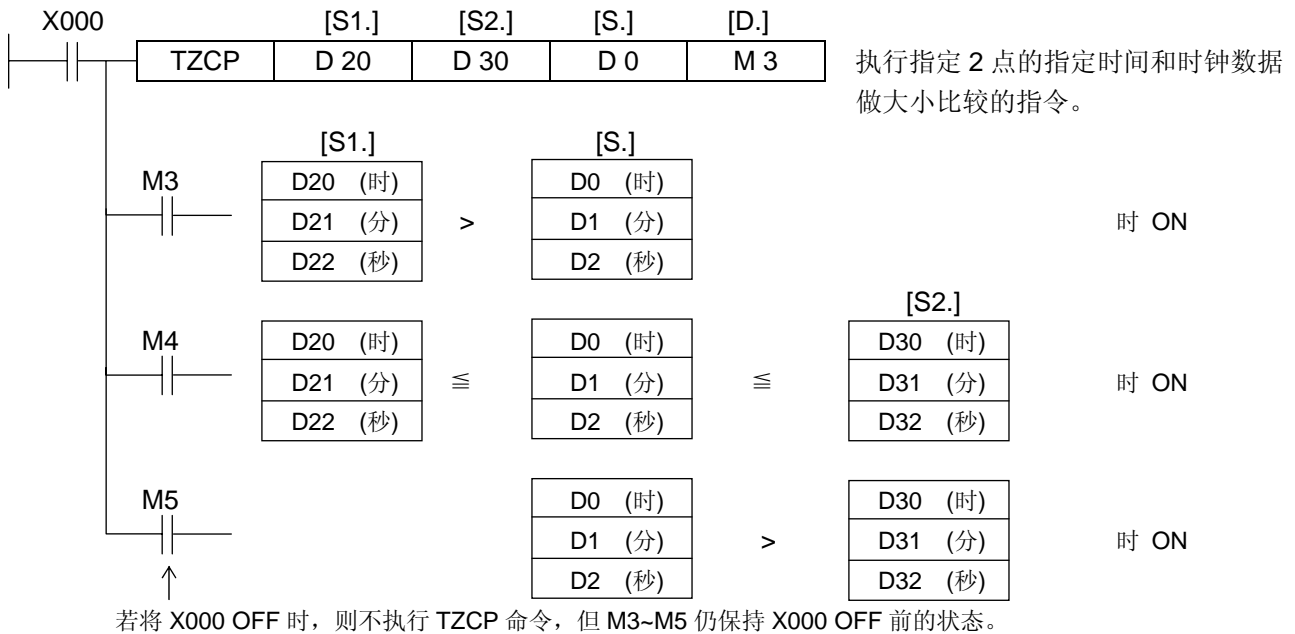 X000 [S1.] [S2.] [S.] [D.]
TZCP D 20 D 30 D 0 M 3
执行指定 2 点的指定时间和时钟数据
做大小比较的指令。
[S1.] [S.]
M3 D20 (时) D0 (时)
D21 (分) > D1 (分) 时 ON
D22 (秒) D2 (秒)
[S2.]
M4 D20 (时) D0 (时) D30 (时)
D21 (分) ≦ D1 (分) ≦ D31 (分) 时 ON
D22 (秒) D2 (秒) D32 (秒)
M5 D0 (时) D30 (时)
D1 (分) > D31 (分) 时 ON
D2 (秒) D32 (秒)
若将 X000 OFF 时，则不执行 TZCP 命令，但 M3~M5 仍保持 X000 OFF 前的状态。